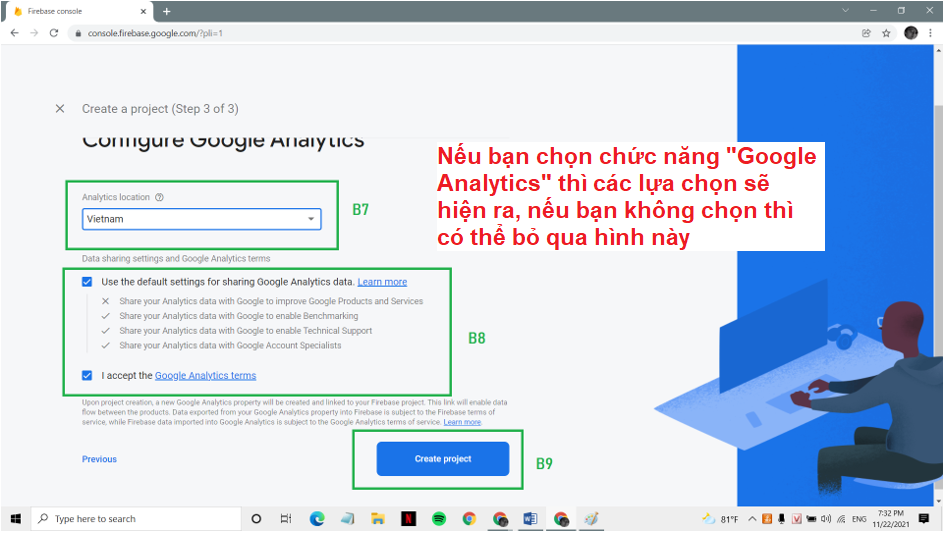 Firebase console
console.firebase.google.com/?pli=1
Create a project (Step 3 of 3)
Configure Google Analytics
Nếu bạn chọn chức năng "Google
Analytics" thì các lựa chọn sẽ
hiện ra, nếu bạn không chọn thì
có thể bỏ qua hình này
Analytics location
Vietnam
B7
Data sharing settings and Google Analytics terms
Use the default settings for sharing Google Analytics data. Learn more
Share your Analytics data with Google to improve Google Products and Services
Share your Analytics data with Google to enable Benchmarking
Share your Analytics data with Google to enable Technical Support
Share your Analytics data with Google Account Specialists
B8
I accept the Google Analytics terms
Upon project creation, a new Google Analytics property will be created and linked to your Firebase project. This link will enable data
flow between the products. Data exported from your Google Analytics property into Firebase is subject to the Firebase terms of
service, while Firebase data imported into Google Analytics is subject to the Google Analytics terms of service. Learn more.
Previous
Create project
B9
Type here to search
81°F
ENG
7:32 PM
11/22/2021